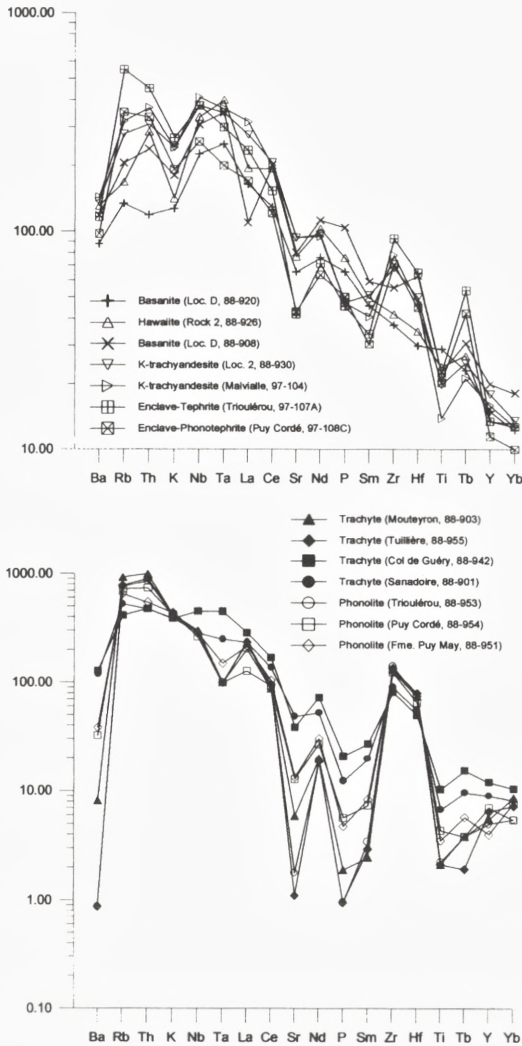 1000.00
100.00
Basanite (Loc. D, 88-920)
Hawaiite (Rock 2, 88-926)
Basanite (Loc. D, 88-908)
K-trachyandesite (Loc. 2, 88-930)
K-trachyandesite (Malvialle, 97-104)
Enclave-Tephrite (Trioulérou, 97-107A)
Enclave-Phonotephrite (Puy Cordé, 97-108C)
10.00
Ba Rb Th K Nb Ta La Ce Sr Nd P Sm Zr Hf Ti Tb Y Yb
Trachyte (Mouteyron, 88-903)
Trachyte (Tuillière, 88-955)
Trachyte (Col de Guéry, 88-942)
Trachyte (Sanadoire, 88-901)
Phonolite (Trioulérou, 88-953)
Phonolite (Puy Cordé, 88-954)
Phonolite (Fme. Puy May, 88-951)
1000.00
100.00
10.00
1.00
0.10
Ba Rb Th K Nb Ta La Ce Sr Nd P Sm Zr Hf Ti Tb Y Yb